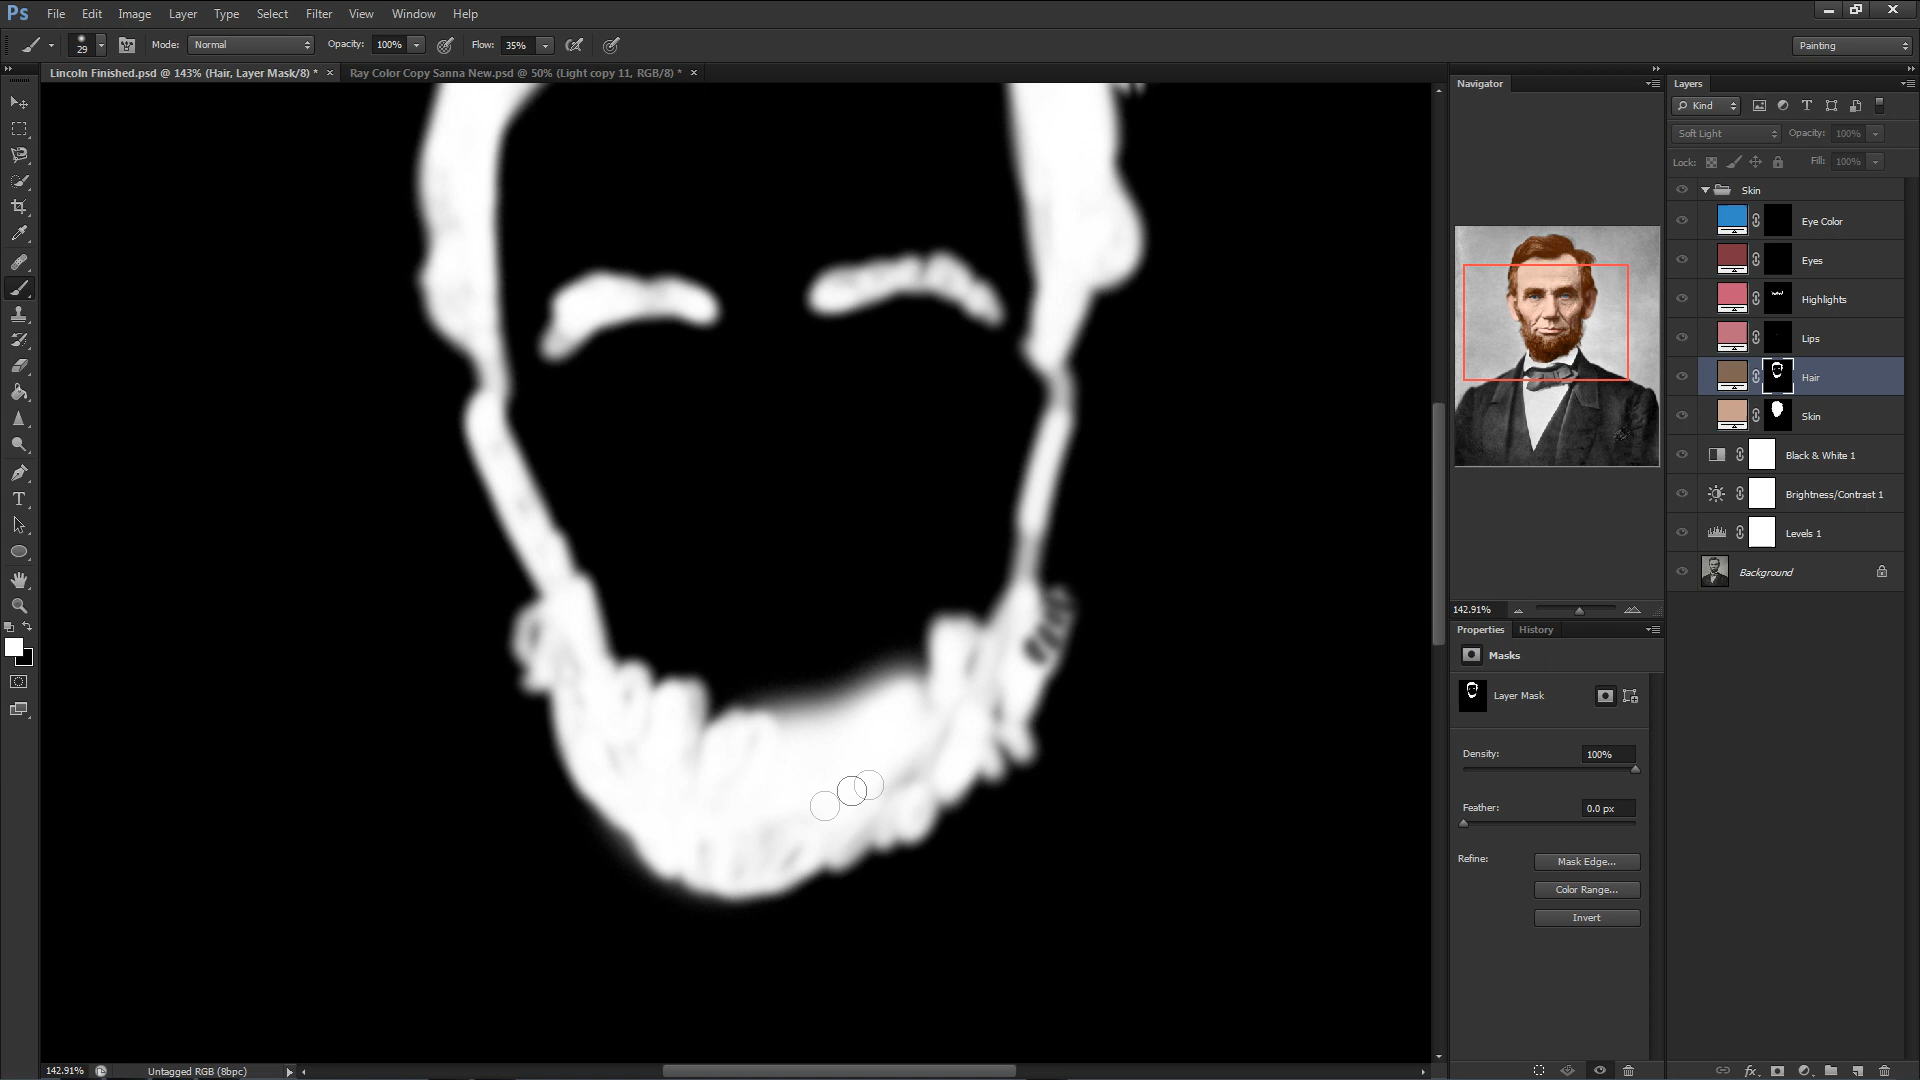 Ps File Edit Image Layer Type Select Filter View Window Help
29 Mode: Normal Opacity: 100% Flow: 35% Painting
Lincoln Finished.psd @ 143% (Hair, Layer Mask/8) * × Ray Color Copy Sanna New.psd @ 50% (Light copy 11, RGB/8) * ×
Navigator
142.91%
Properties History
Masks
Layer Mask
Density: 100%
Feather: 0.0 px
Refine: Mask Edge...
Color Range...
Invert
Layers
Kind
Soft Light Opacity: 100%
Lock: Fill: 100%
Skin
Eye Color
Eyes
Highlights
Lips
Hair
Skin
Black & White 1
Brightness/Contrast 1
Levels 1
Background
fx
142.91% Untagged RGB (8bpc)